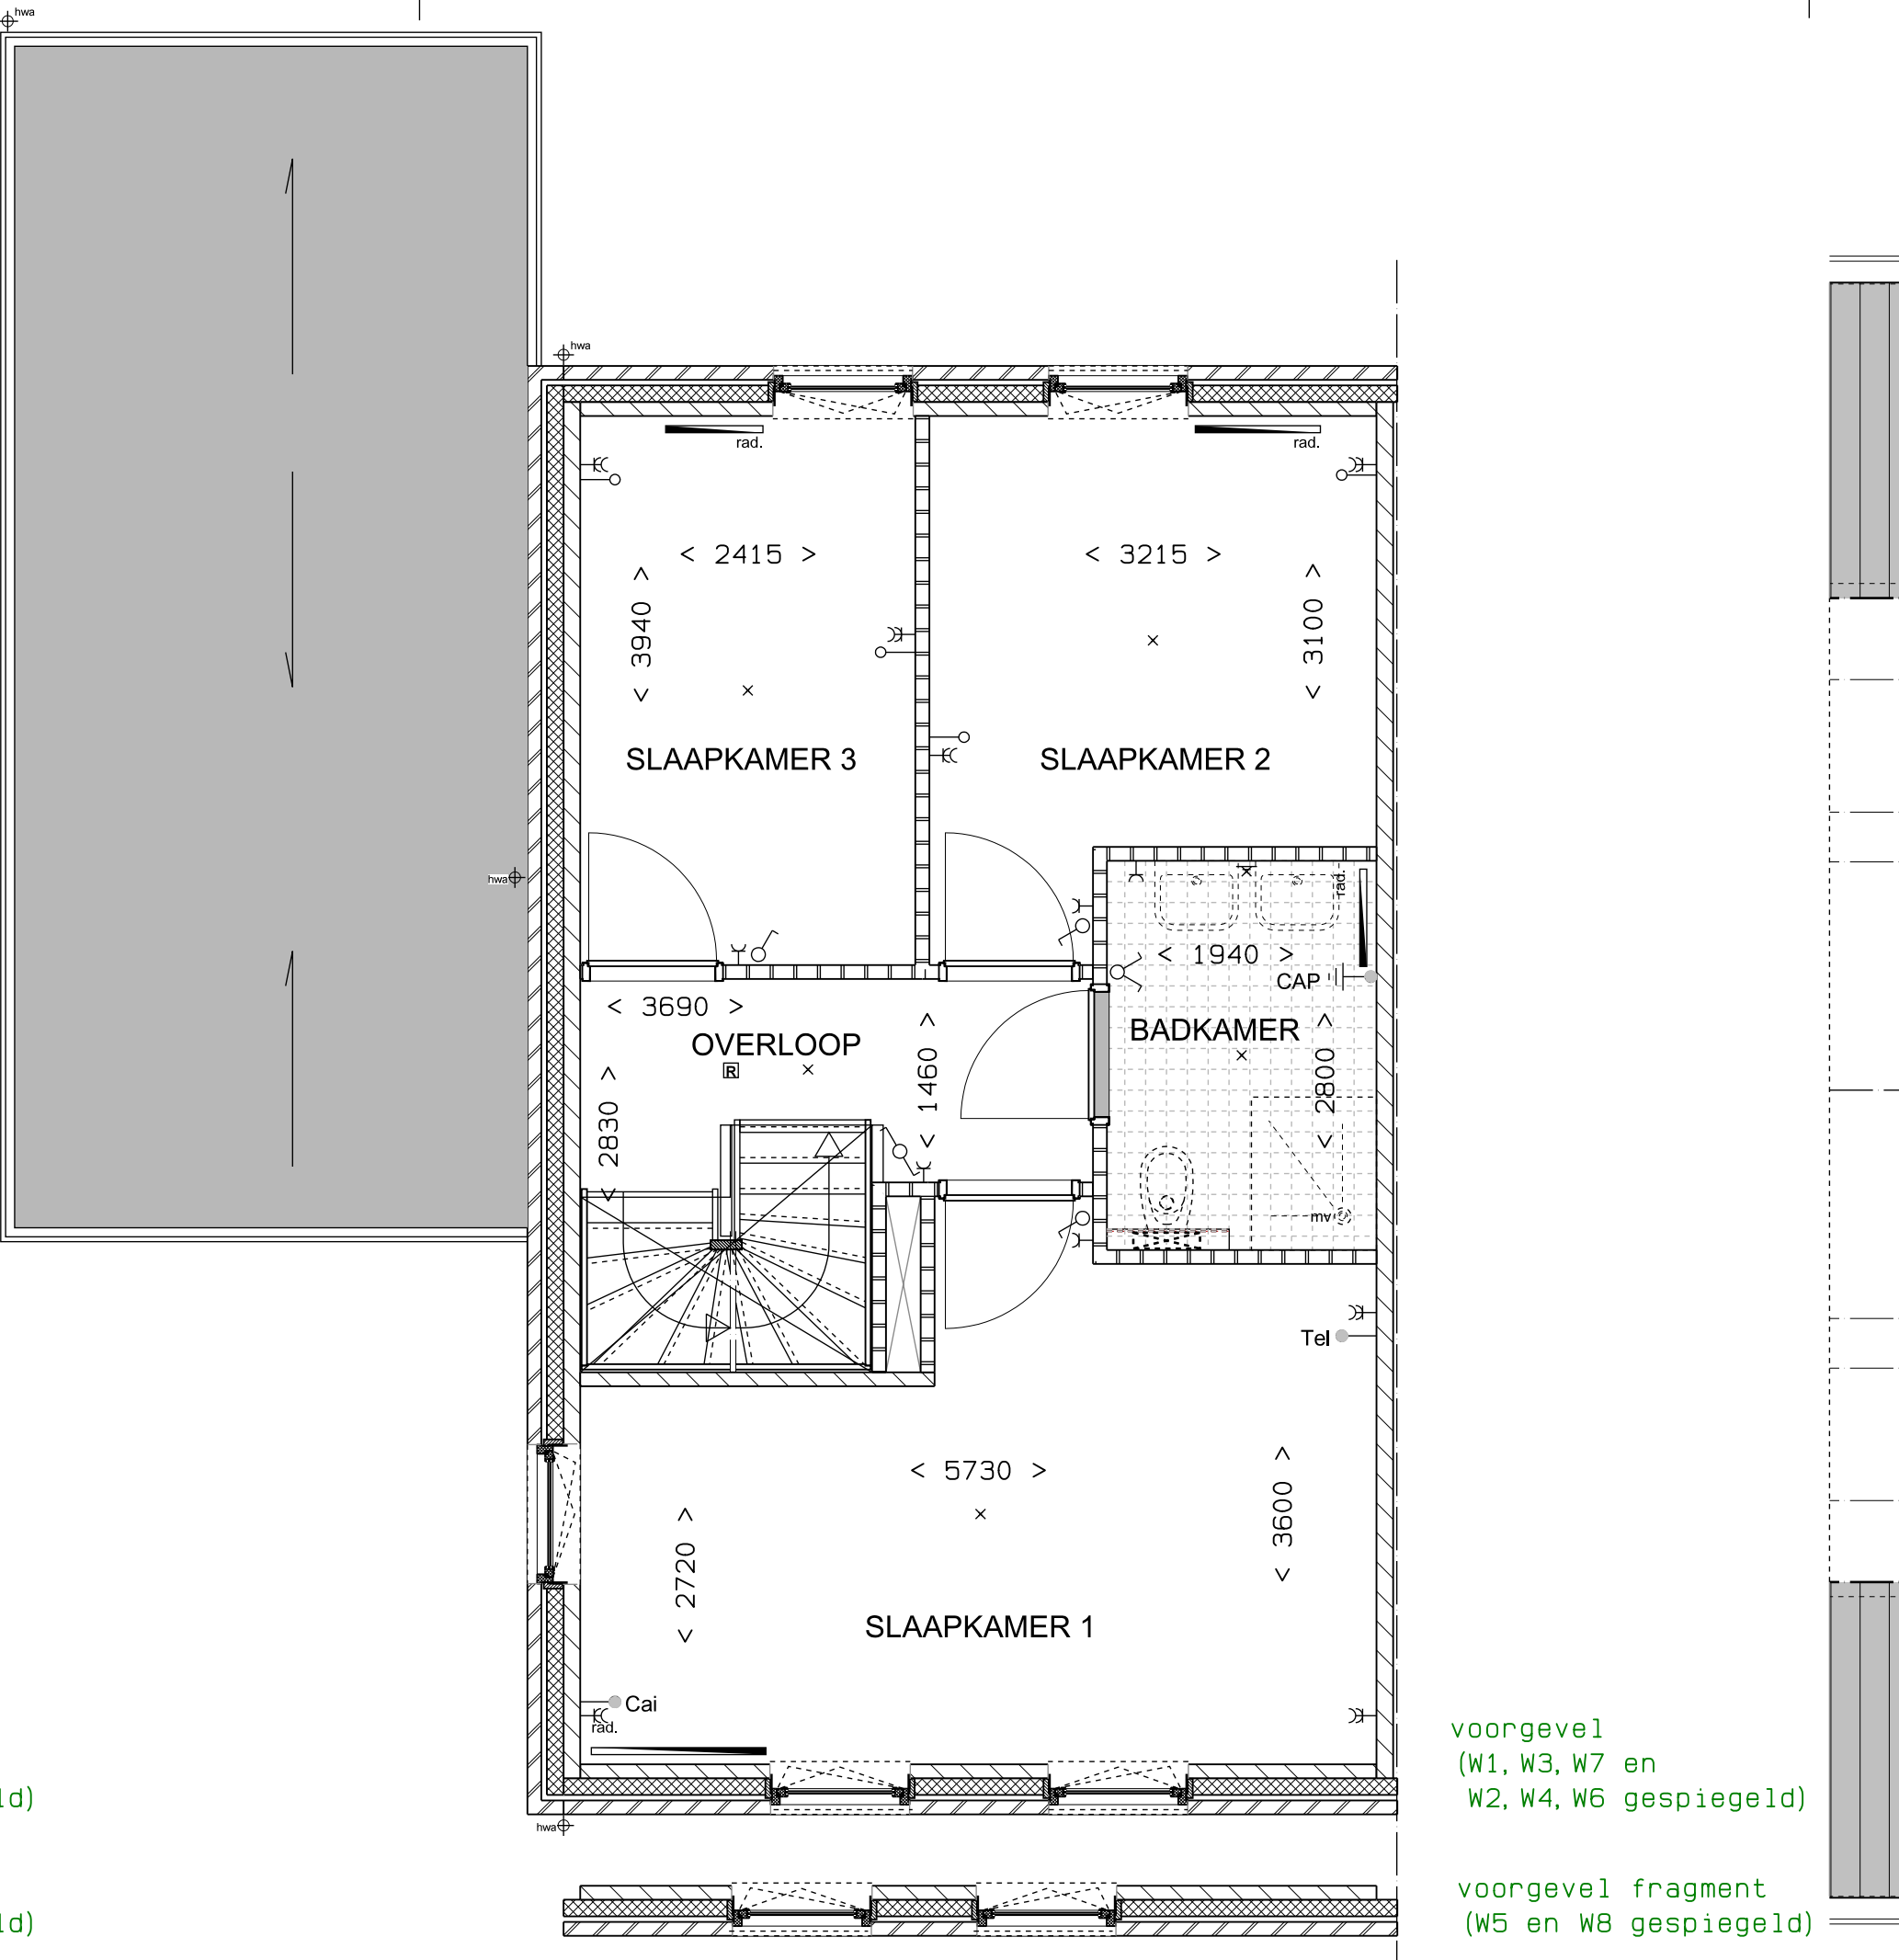 hwa
hwa
rad.
rad.
< 2415 >
< 3215 >
< 3940 >
< 3100 >
SLAAPKAMER 3
SLAAPKAMER 2
hwa
rad.
< 1940 >
CAP
< 3690 >
OVERLOOP
R
BADKAMER
< 1460 >
< 2800 >
< 2830 >
mv
Tel
< 5730 >
< 3600 >
< 2720 >
SLAAPKAMER 1
Cai
rad.
hwa
voorgevel
(W1, W3, W7 en
W2, W4, W6 gespiegeld)
ld)
voorgevel fragment
(W5 en W8 gespiegeld)
ld)